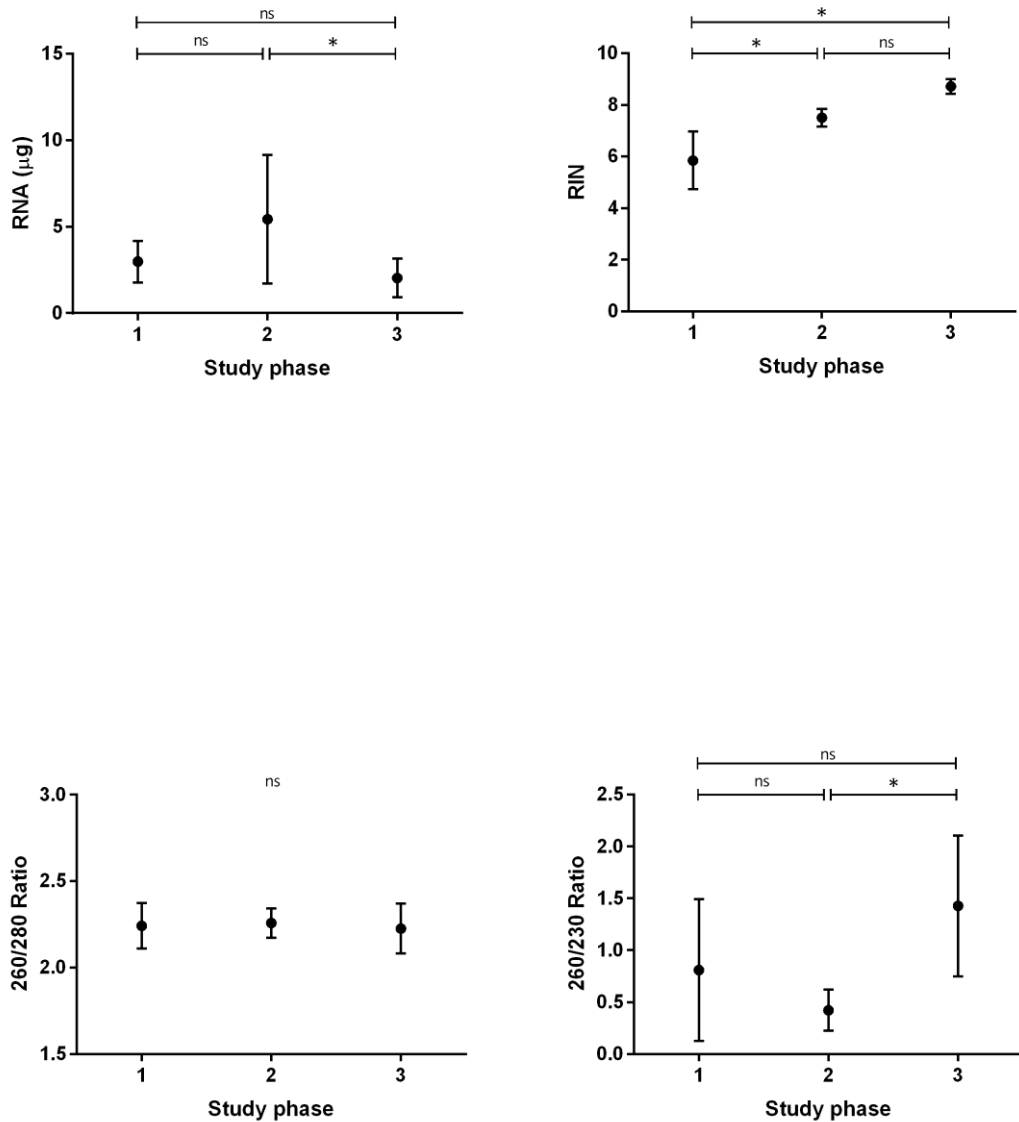 ns
ns *
15
10
5
0
RNA (μg)
1 2 3
Study phase
*
* ns
10
8
6
4
2
0
RIN
1 2 3
Study phase
ns
3.0
2.5
2.0
1.5
260/280 Ratio
1 2 3
Study phase
ns
ns *
2.5
2.0
1.5
1.0
0.5
0.0
260/230 Ratio
1 2 3
Study phase